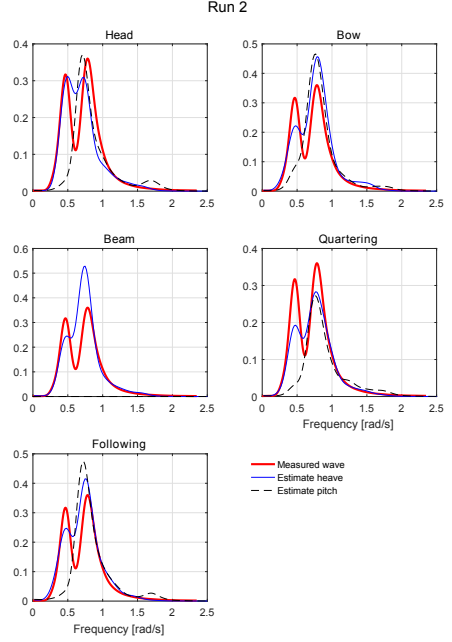 Run 2
Head
0.4
0.3
0.2
0.1
0
0 0.5 1 1.5 2 2.5
Bow
0.5
0.4
0.3
0.2
0.1
0
0 0.5 1 1.5 2 2.5
Beam
0.6
0.5
0.4
0.3
0.2
0.1
0
0 0.5 1 1.5 2 2.5
Quartering
0.4
0.3
0.2
0.1
0
0 0.5 1 1.5 2 2.5
Frequency [rad/s]
Following
0.5
0.4
0.3
0.2
0.1
0
0 0.5 1 1.5 2 2.5
Frequency [rad/s]
Measured wave
Estimate heave
Estimate pitch